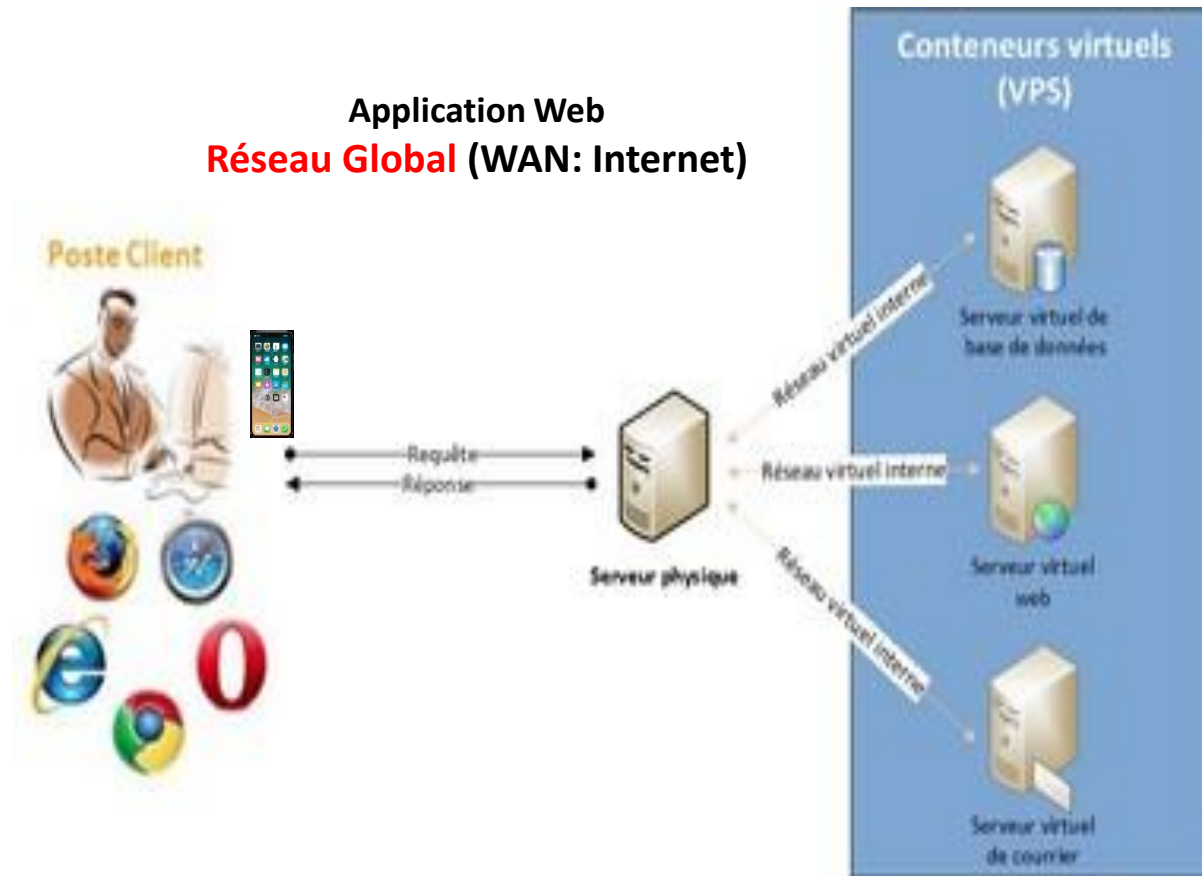 Application Web
Réseau Global (WAN: Internet)
Conteneurs virtuels
(VPS)
Poste Client
Requête
Réponse
Serveur physique
Réseau virtuel interne
Réseau virtuel interne
Réseau virtuel interne
Serveur virtuel de
base de données
Serveur virtuel
web
Serveur virtuel
de courrier